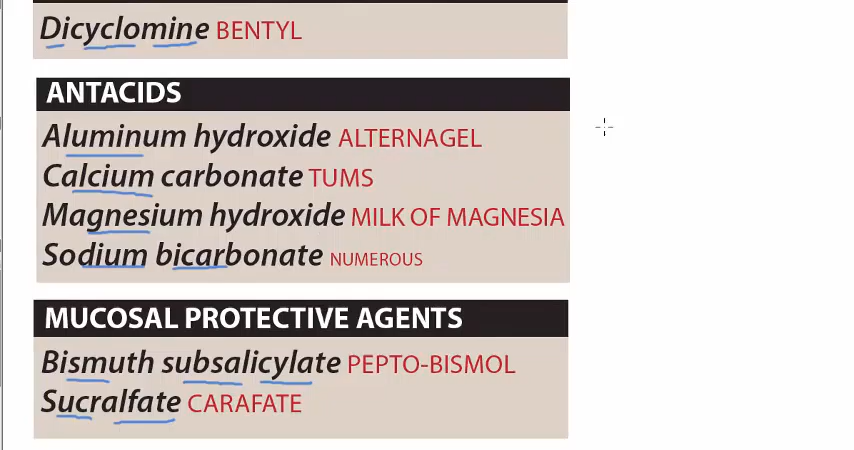 Dicyclomine BENTYL
ANTACIDS
Aluminum hydroxide ALTERNAGEL
Calcium carbonate TUMS
Magnesium hydroxide MILK OF MAGNESIA
Sodium bicarbonate NUMEROUS
MUCOSAL PROTECTIVE AGENTS
Bismuth subsalicylate PEPTO-BISMOL
Sucralfate CARAFATE